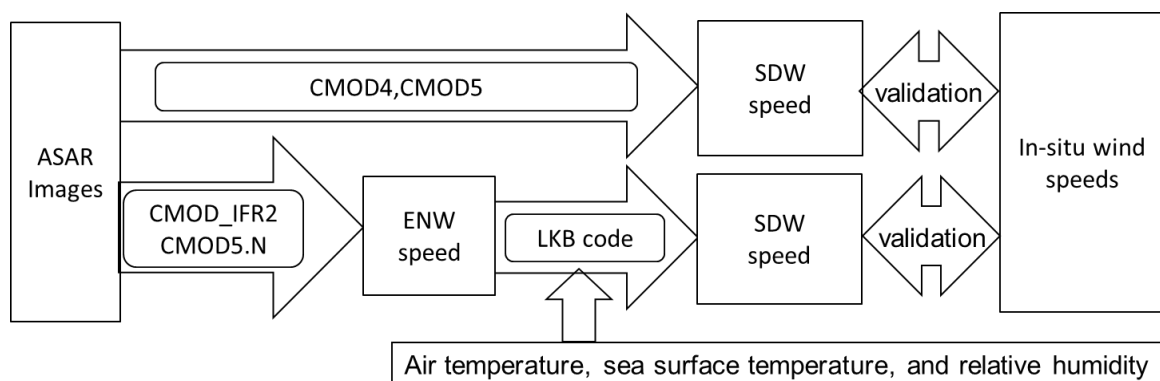 ASAR
Images
CMOD4,CMOD5
SDW
speed
validation
In-situ wind
speeds
CMOD_IFR2
CMOD5.N
ENW
speed
LKB code
SDW
speed
validation
Air temperature, sea surface temperature, and relative humidity